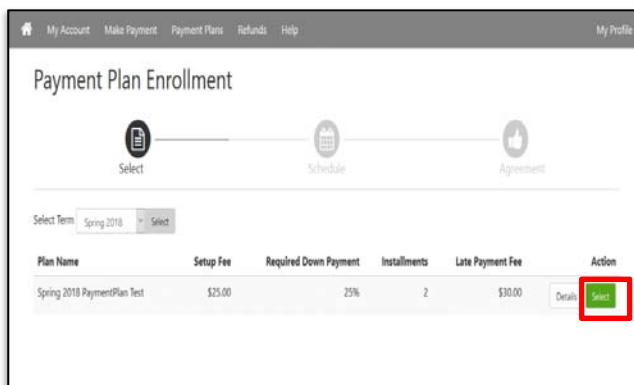 My Account Make Payment Payment Plans Refunds Help My Profile
Payment Plan Enrollment
Select Schedule Agreement
Select Term Spring 2018 Select
Plan Name Setup Fee Required Down Payment Installments Late Payment Fee Action
Spring 2018 PaymentPlan Test $25.00 25% 2 $30.00 Details Select